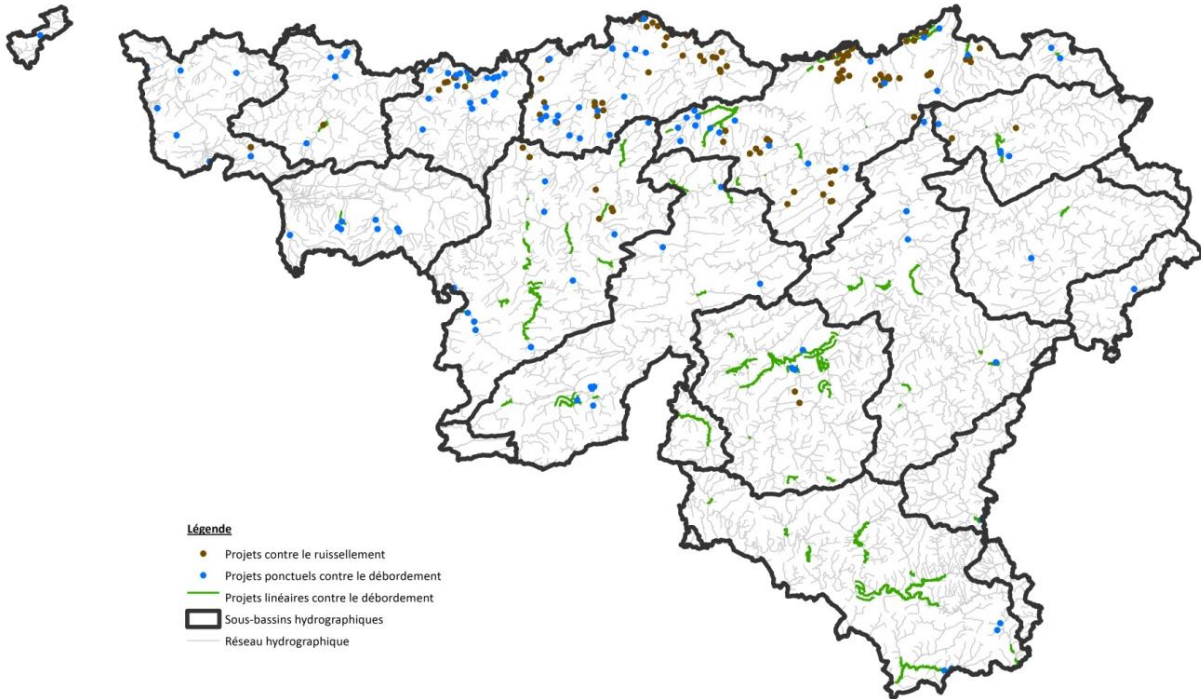 Légende
Projets contre le ruissellement
Projets ponctuels contre le débordement
Projets linéaires contre le débordement
Sous-bassins hydrographiques
Réseau hydrographique